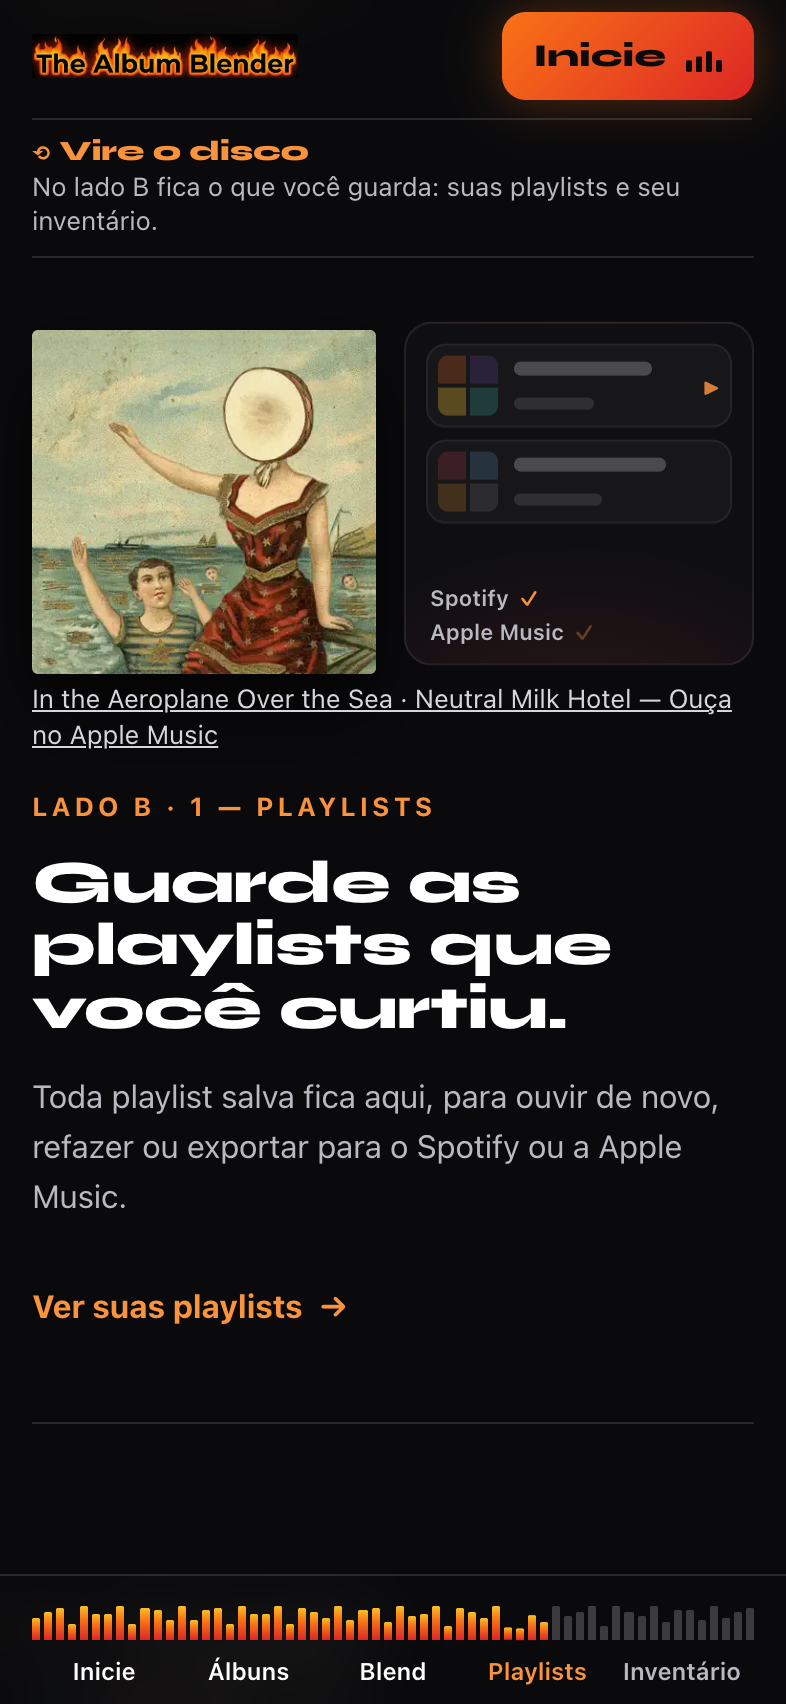 The Album Blender
Inicie
Vire o disco
No lado B fica o que você guarda: suas playlists e seu
inventário.
Spotify ✓
Apple Music ✓
In the Aeroplane Over the Sea · Neutral Milk Hotel — Ouça
no Apple Music
LADO B · 1 — PLAYLISTS
Guarde as
playlists que
você curtiu.
Toda playlist salva fica aqui, para ouvir de novo,
refazer ou exportar para o Spotify ou a Apple
Music.
Ver suas playlists →
Inicie Álbuns Blend Playlists Inventário